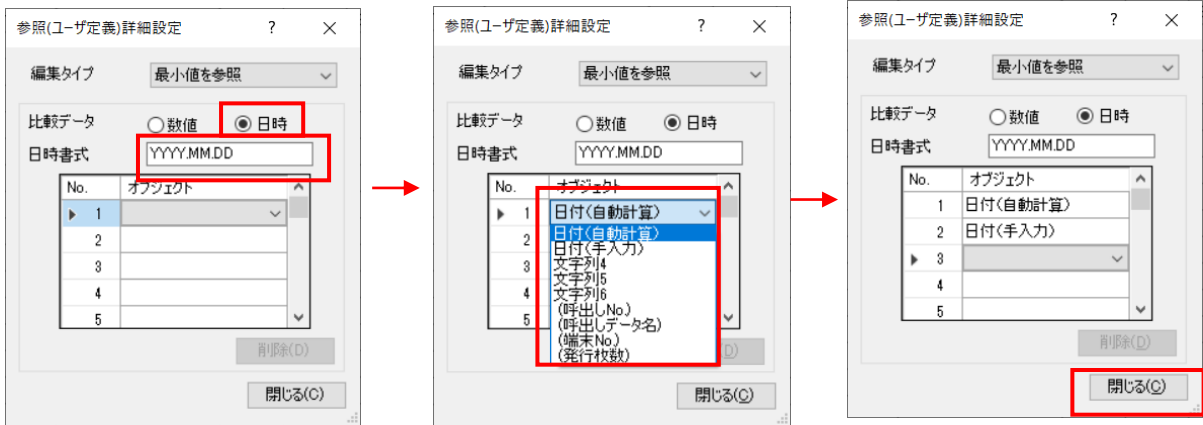 参照(ユーザ定義)詳細設定 ? ×
編集タイプ 最小値を参照
比較データ 数値 日時
日時書式 YYYY.MM.DD
No. オブジェクト
1
2
3
4
5
削除(D)
閉じる(C)
参照(ユーザ定義)詳細設定 ? ×
編集タイプ 最小値を参照
比較データ 数値 日時
日時書式 YYYY.MM.DD
No. オブジェクト
1 日付(自動計算)
2 日付(自動計算)
日付(手入力)
3 文字列4
文字列5
4 文字列6
(呼出しNo.)
5 (呼出しデータ名)
(端末No.)
(発行枚数)
D)
閉じる(C)
参照(ユーザ定義)詳細設定 ? ×
編集タイプ 最小値を参照
比較データ 数値 日時
日時書式 YYYY.MM.DD
No. オブジェクト
1 日付(自動計算)
2 日付(手入力)
3
4
5
削除(D)
閉じる(C)